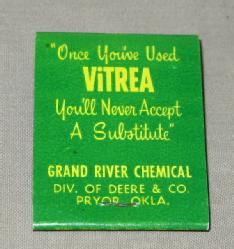 "Once You've Used
ViTREA
You'll Never Accept
A Substitute"
GRAND RIVER CHEMICAL
DIV. OF DEERE & CO.
PRYOR, OKLA.